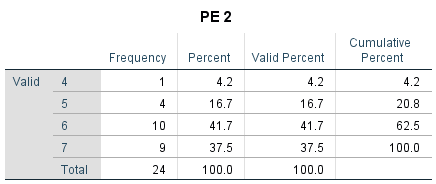 PE 2
Frequency Percent Valid Percent Cumulative Percent
Valid 4 1 4.2 4.2 4.2
5 4 16.7 16.7 20.8
6 10 41.7 41.7 62.5
7 9 37.5 37.5 100.0
Total 24 100.0 100.0